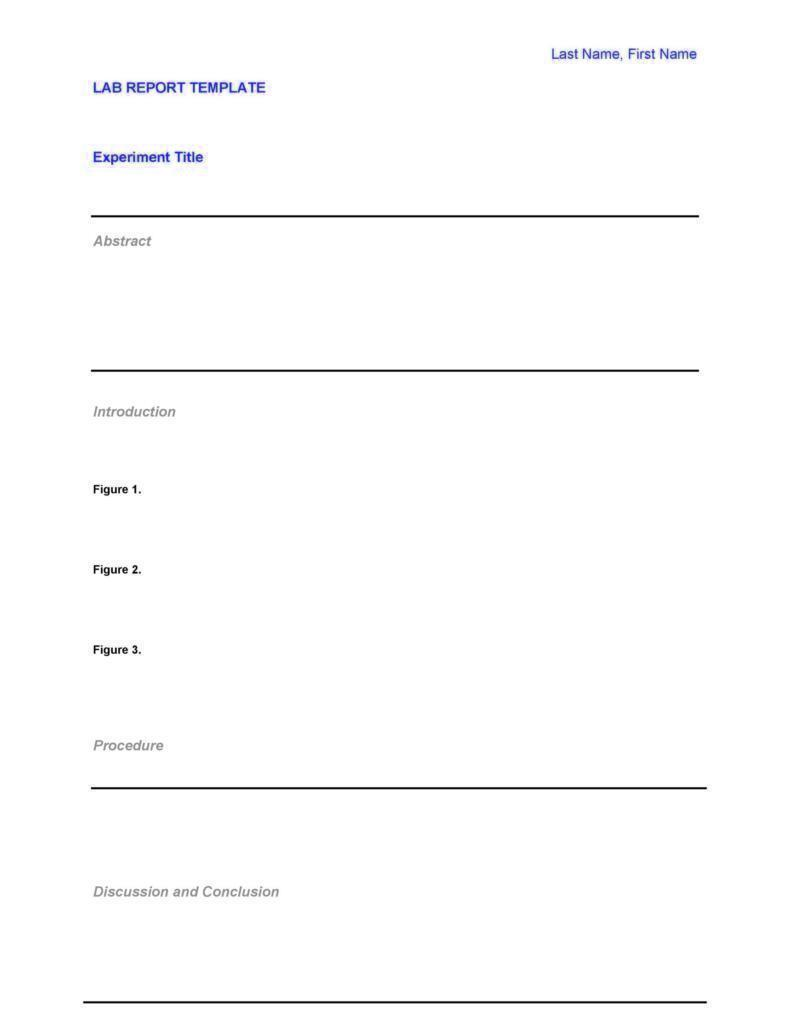 Last Name, First Name
LAB REPORT TEMPLATE
Experiment Title
Abstract
Introduction
Figure 1.
Figure 2.
Figure 3.
Procedure
Discussion and Conclusion